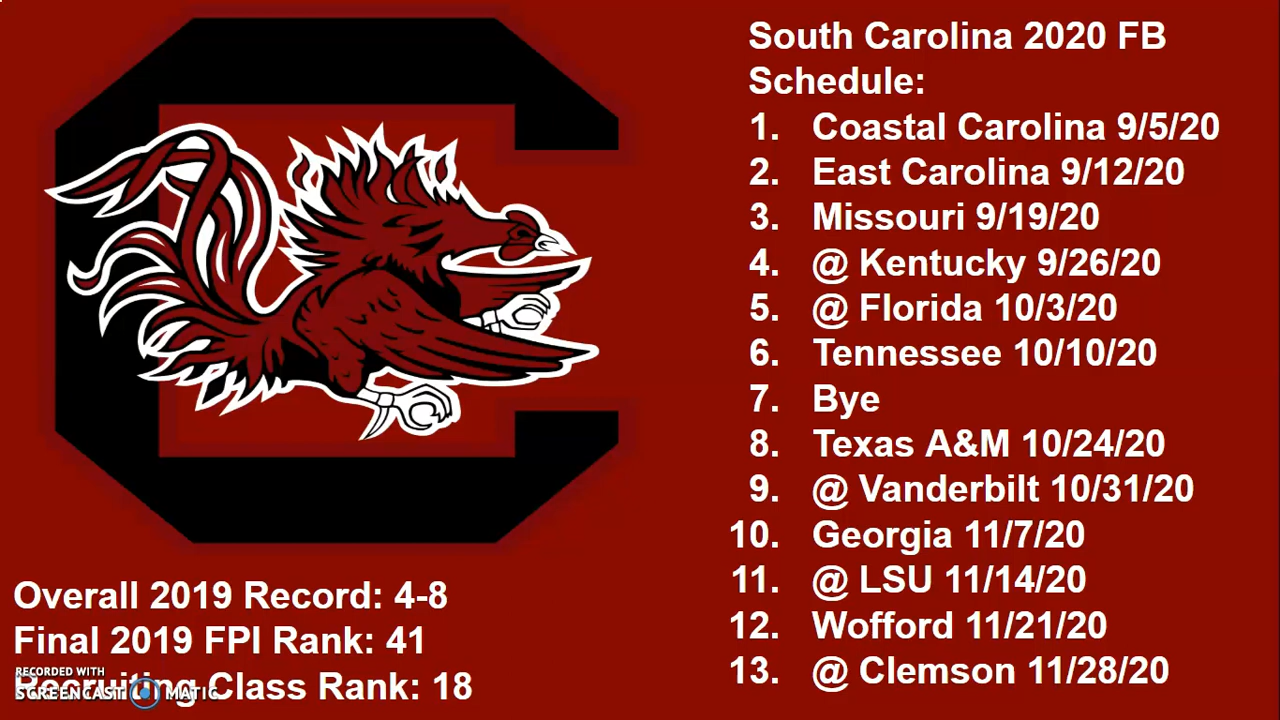 South Carolina 2020 FB
Schedule:
1. Coastal Carolina 9/5/20
2. East Carolina 9/12/20
3. Missouri 9/19/20
4. @ Kentucky 9/26/20
5. @ Florida 10/3/20
6. Tennessee 10/10/20
7. Bye
8. Texas A&M 10/24/20
9. @ Vanderbilt 10/31/20
10. Georgia 11/7/20
11. @ LSU 11/14/20
12. Wofford 11/21/20
13. @ Clemson 11/28/20
Overall 2019 Record: 4-8
Final 2019 FPI Rank: 41
Recruiting Class Rank: 18
RECORDED WITH
SCREENCAST MATIC